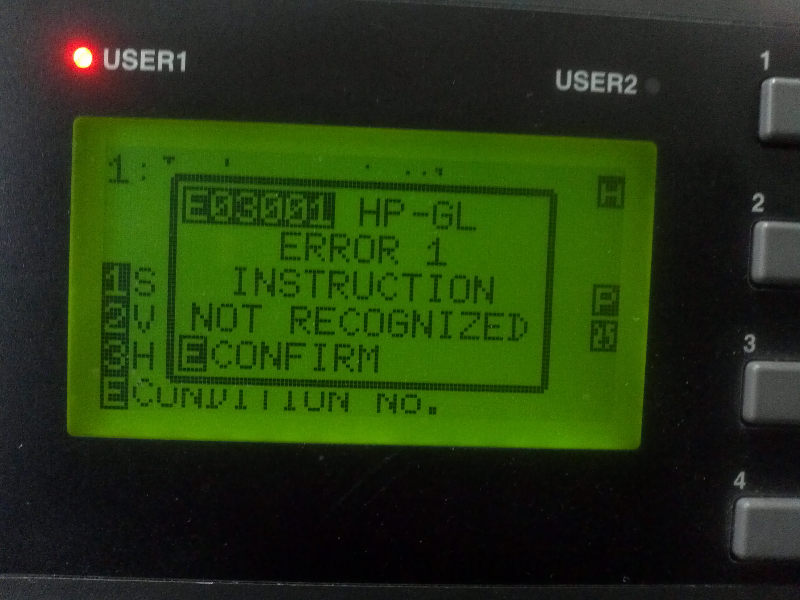 USER1
USER2
1:
E03001 HP-GL
ERROR 1
INSTRUCTION
NOT RECOGNIZED
E CONFIRM
1 S
2 V
3 H
E CONDITION No.
H
P
25
1
2
3
4